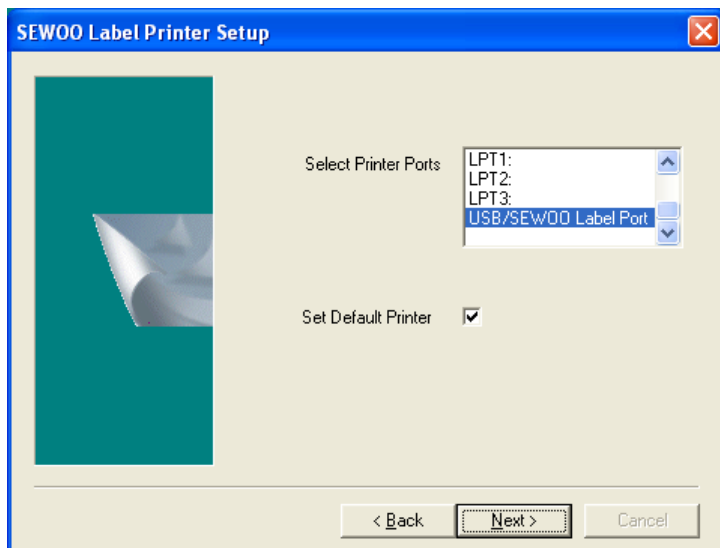 SEWOO Label Printer Setup
Select Printer Ports
LPT1:
LPT2:
LPT3:
USB/SEWOO Label Port
Set Default Printer
< Back
Next >
Cancel